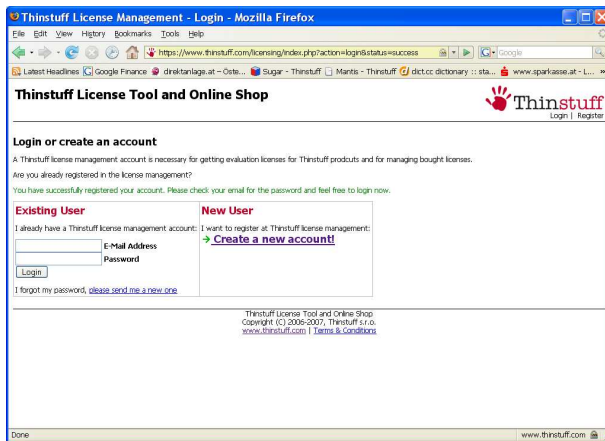 Thinstuff License Management - Login - Mozilla Firefox
File Edit View History Bookmarks Tools Help
https://www.thinstuff.com/licensing/index.php?action=login&status=success
Google
Latest Headlines Google Finance direktanlage.at - Öste... Sugar - Thinstuff Mantis - Thinstuff dict.cc dictionary :: sta... www.sparkasse.at - L... »
Thinstuff License Tool and Online Shop
Thinstuff
Login | Register
Login or create an account
A Thinstuff license management account is necessary for getting evaluation licenses for Thinstuff prodcuts and for managing bought licenses.
Are you already registered in the license management?
You have successfully registered your account. Please check your email for the password and feel free to login now.
Existing User
I already have a Thinstuff license management account:
E-Mail Address
Password
Login
I forgot my password, please send me a new one
New User
I want to register at Thinstuff license management:
Create a new account!
Thinstuff License Tool and Online Shop
Copyright (C) 2006-2007, Thinstuff s.r.o.
www.thinstuff.com | Terms & Conditions
Done
www.thinstuff.com